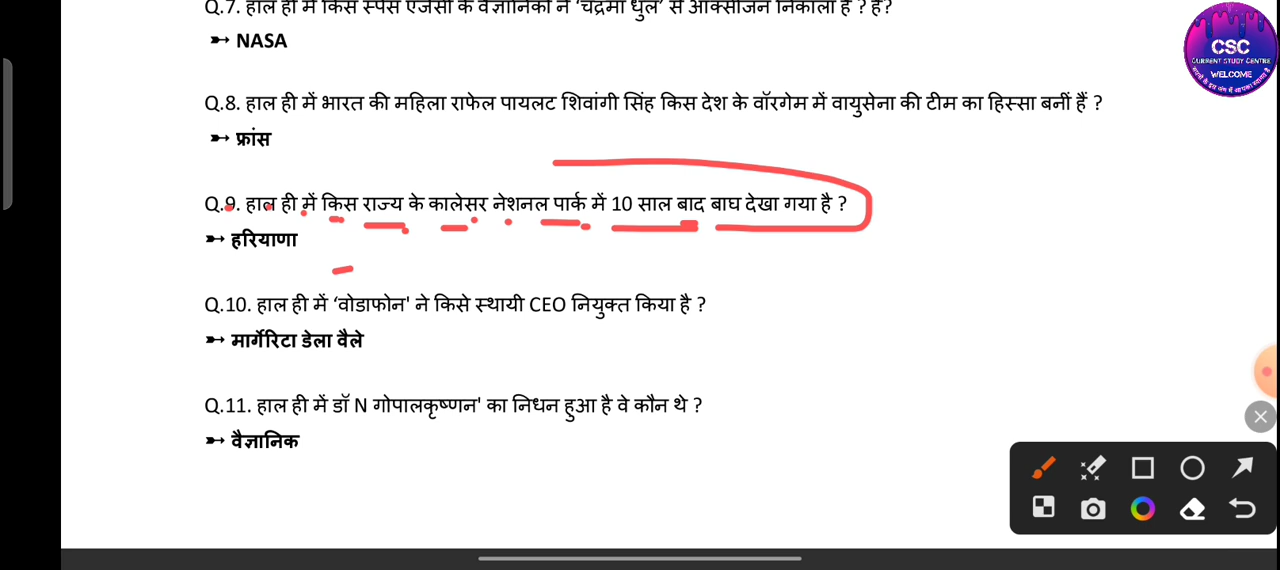 Q.7. हाल ही में किस स्पेस एजेंसी के वैज्ञानिकों ने 'चंद्रमा धुल' से ऑक्सीजन निकाला है ? है?
➸ NASA
Q.8. हाल ही में भारत की महिला राफेल पायलट शिवांगी सिंह किस देश के वॉरगेम में वायुसेना की टीम का हिस्सा बनीं हैं ?
➸ फ्रांस
Q.9. हाल ही में किस राज्य के कालेसर नेशनल पार्क में 10 साल बाद बाघ देखा गया है ?
➸ हरियाणा
Q.10. हाल ही में 'वोडाफोन' ने किसे स्थायी CEO नियुक्त किया है ?
➸ मार्गेरिटा डेला वैले
Q.11. हाल ही में डॉ N गोपालकृष्णन' का निधन हुआ है वे कौन थे ?
➸ वैज्ञानिक
CSC
CURRENT STUDY CENTRE
WELCOME